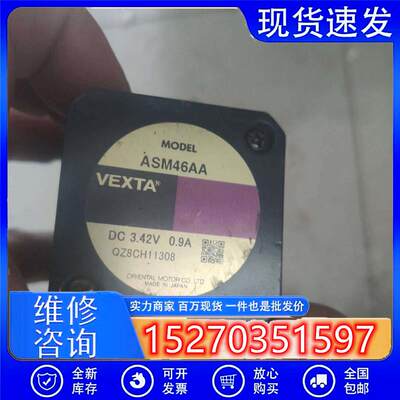 现货速发
MODEL
ASM46AA
VEXTA®
DC 3.42V 0.9A
QZ8CH11308
ORIENTAL MOTOR CO. LTD.
MADE IN JAPAN
实力商家 百万现货 一件也是批发价
维修
咨询
15270351597
全新
库存
可开
发票
放心
购买
全国
包邮